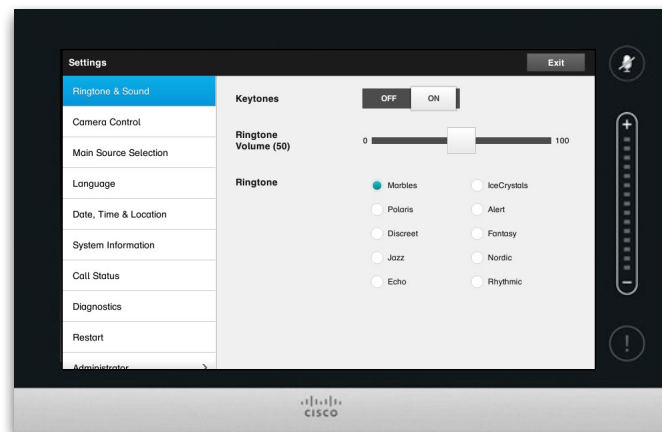 Settings
Exit
Ringtone & Sound
Camera Control
Main Source Selection
Language
Date, Time & Location
System Information
Call Status
Diagnostics
Restart
Administrator
Keytones
OFF
ON
Ringtone
Volume (50)
0
100
Ringtone
Marbles
IceCrystals
Polaris
Alert
Discreet
Fantasy
Jazz
Nordic
Echo
Rhythmic
+
−
!
CISCO